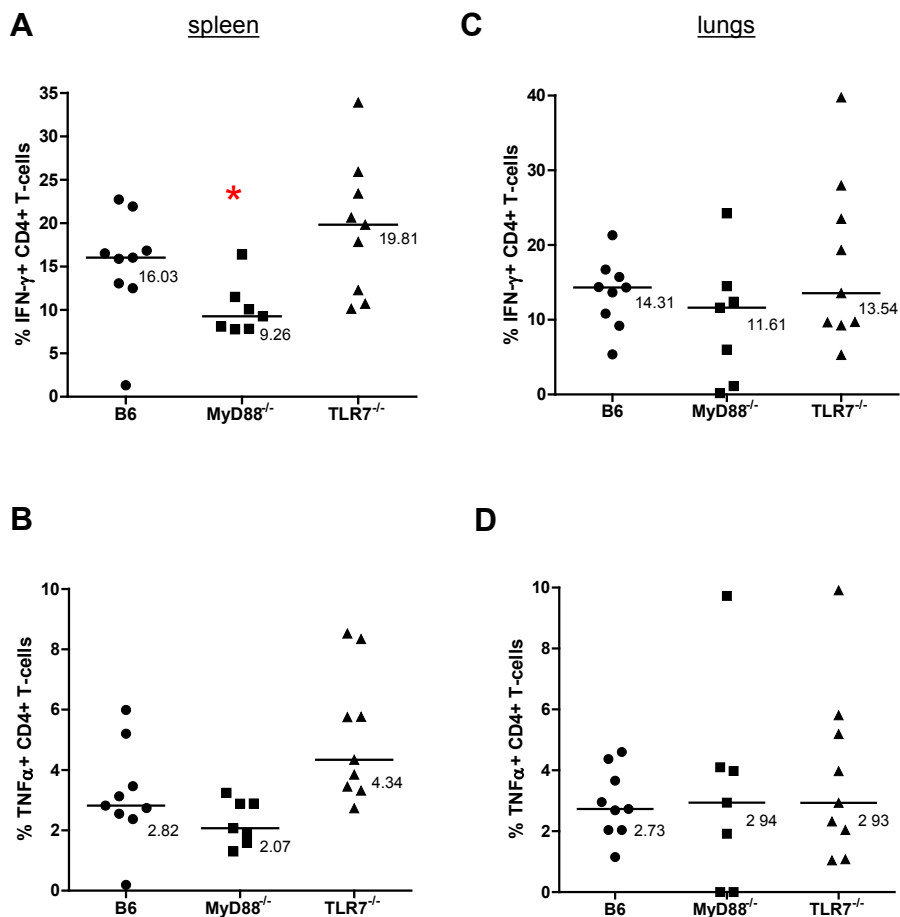 A
spleen
% IFN-γ+ CD4+ T-cells
35
30
25
20
15
10
5
0
*
16.03
9.26
19.81
B6
MyD88-/-
TLR7-/-
C
lungs
% IFN-γ+ CD4+ T-cells
40
30
20
10
0
14.31
11.61
13.54
B6
MyD88-/-
TLR7-/-
B
% TNFα+ CD4+ T-cells
10
8
6
4
2
0
2.82
2.07
4.34
B6
MyD88-/-
TLR7-/-
D
% TNFα+ CD4+ T-cells
10
8
6
4
2
0
2.73
2 94
2 93
B6
MyD88-/-
TLR7-/-